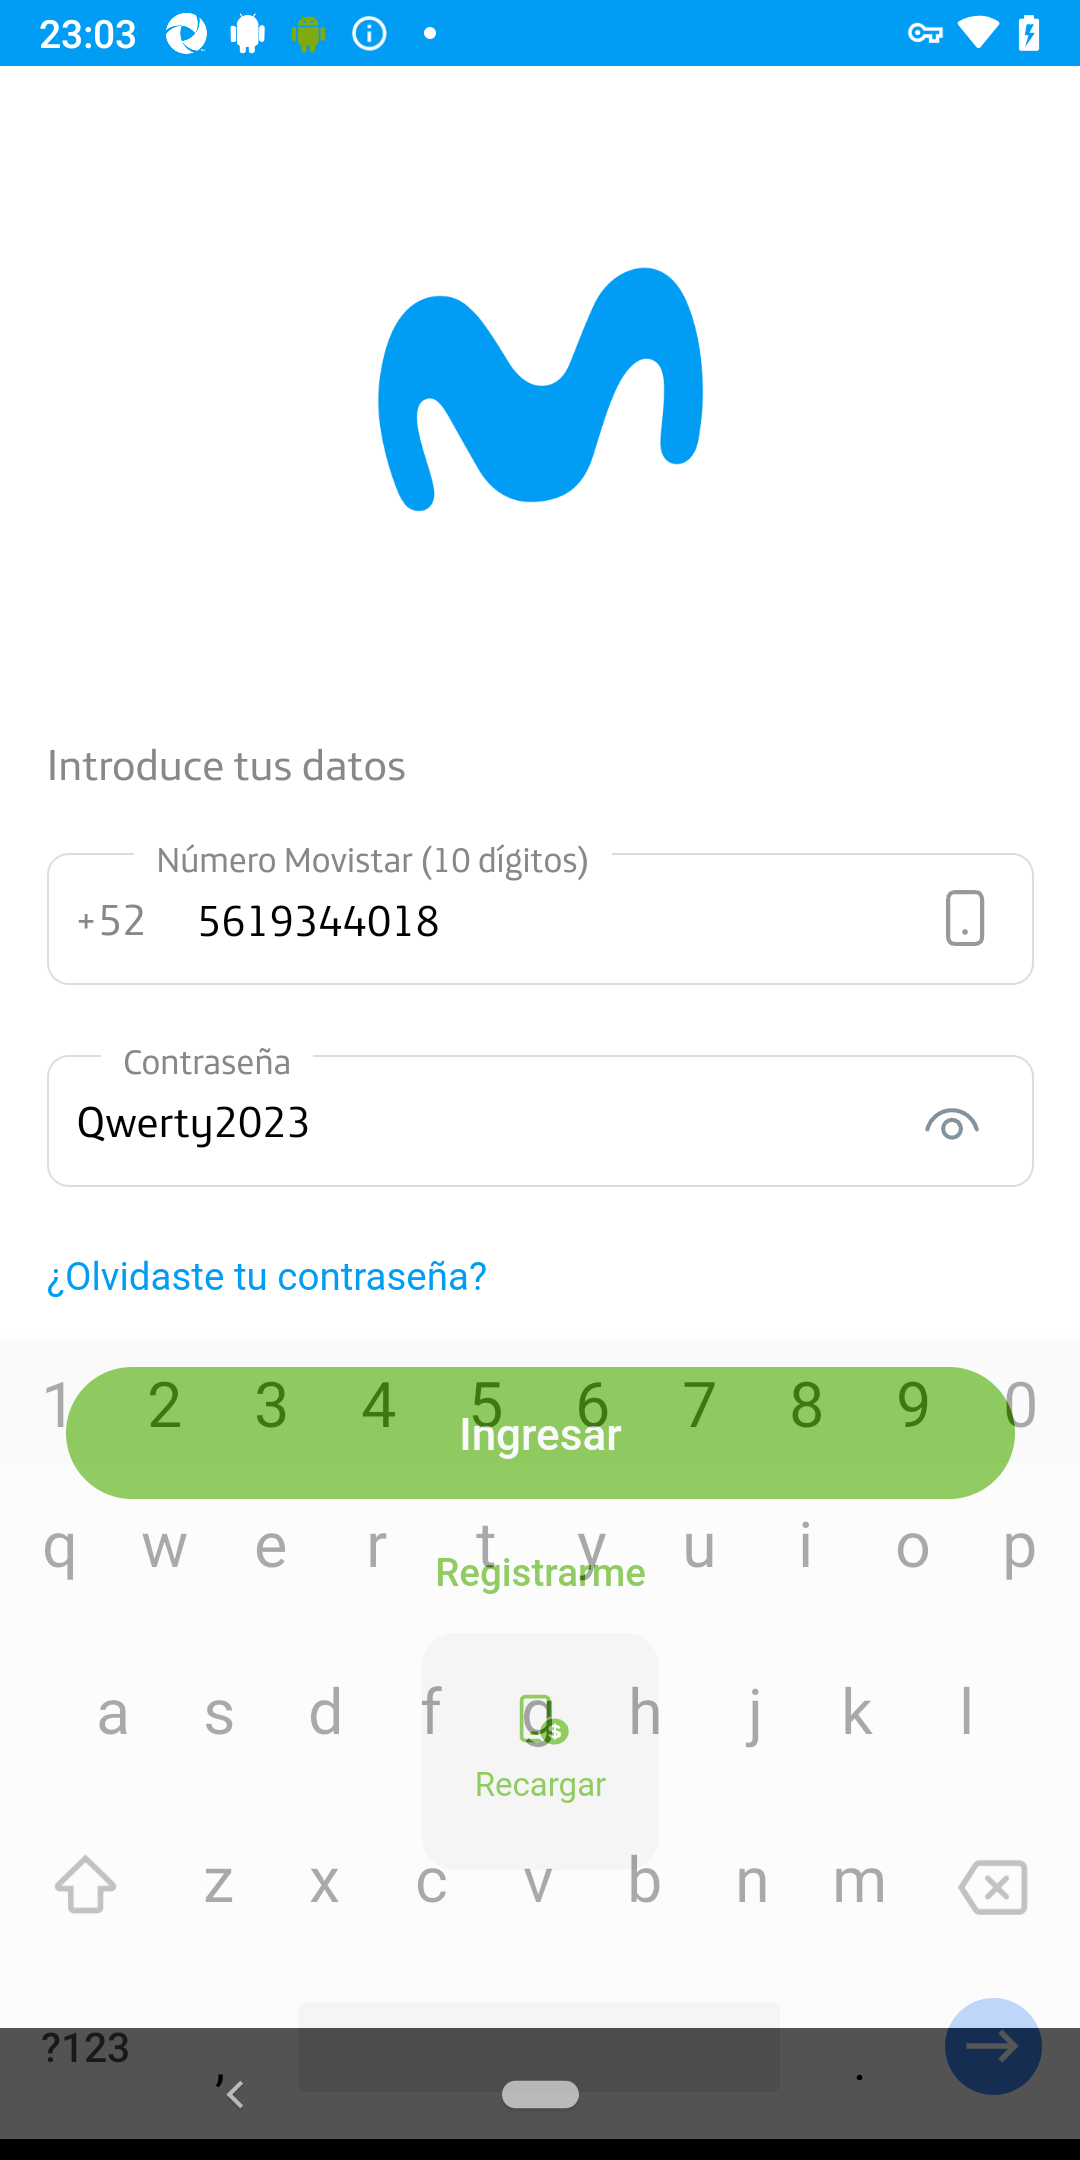 23:03
Introduce tus datos
Número Movistar (10 dígitos)
+52 5619344018
Contraseña
Qwerty2023
¿Olvidaste tu contraseña?
1 2 3 4 5 6 7 8 9 0
Ingresar
q w e r t y u i o p
Registrarme
a s d f g h j k l
$
Recargar
z x c v b n m
?123 , .